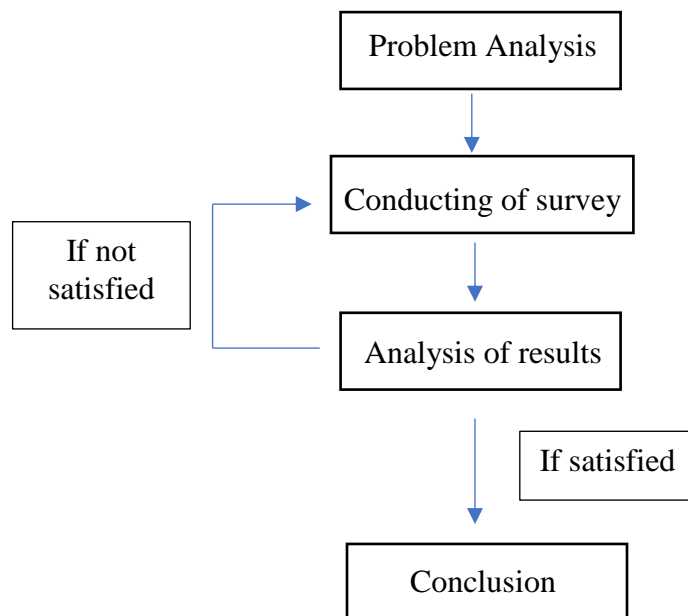 Problem Analysis
Conducting of survey
If not
satisfied
Analysis of results
If satisfied
Conclusion